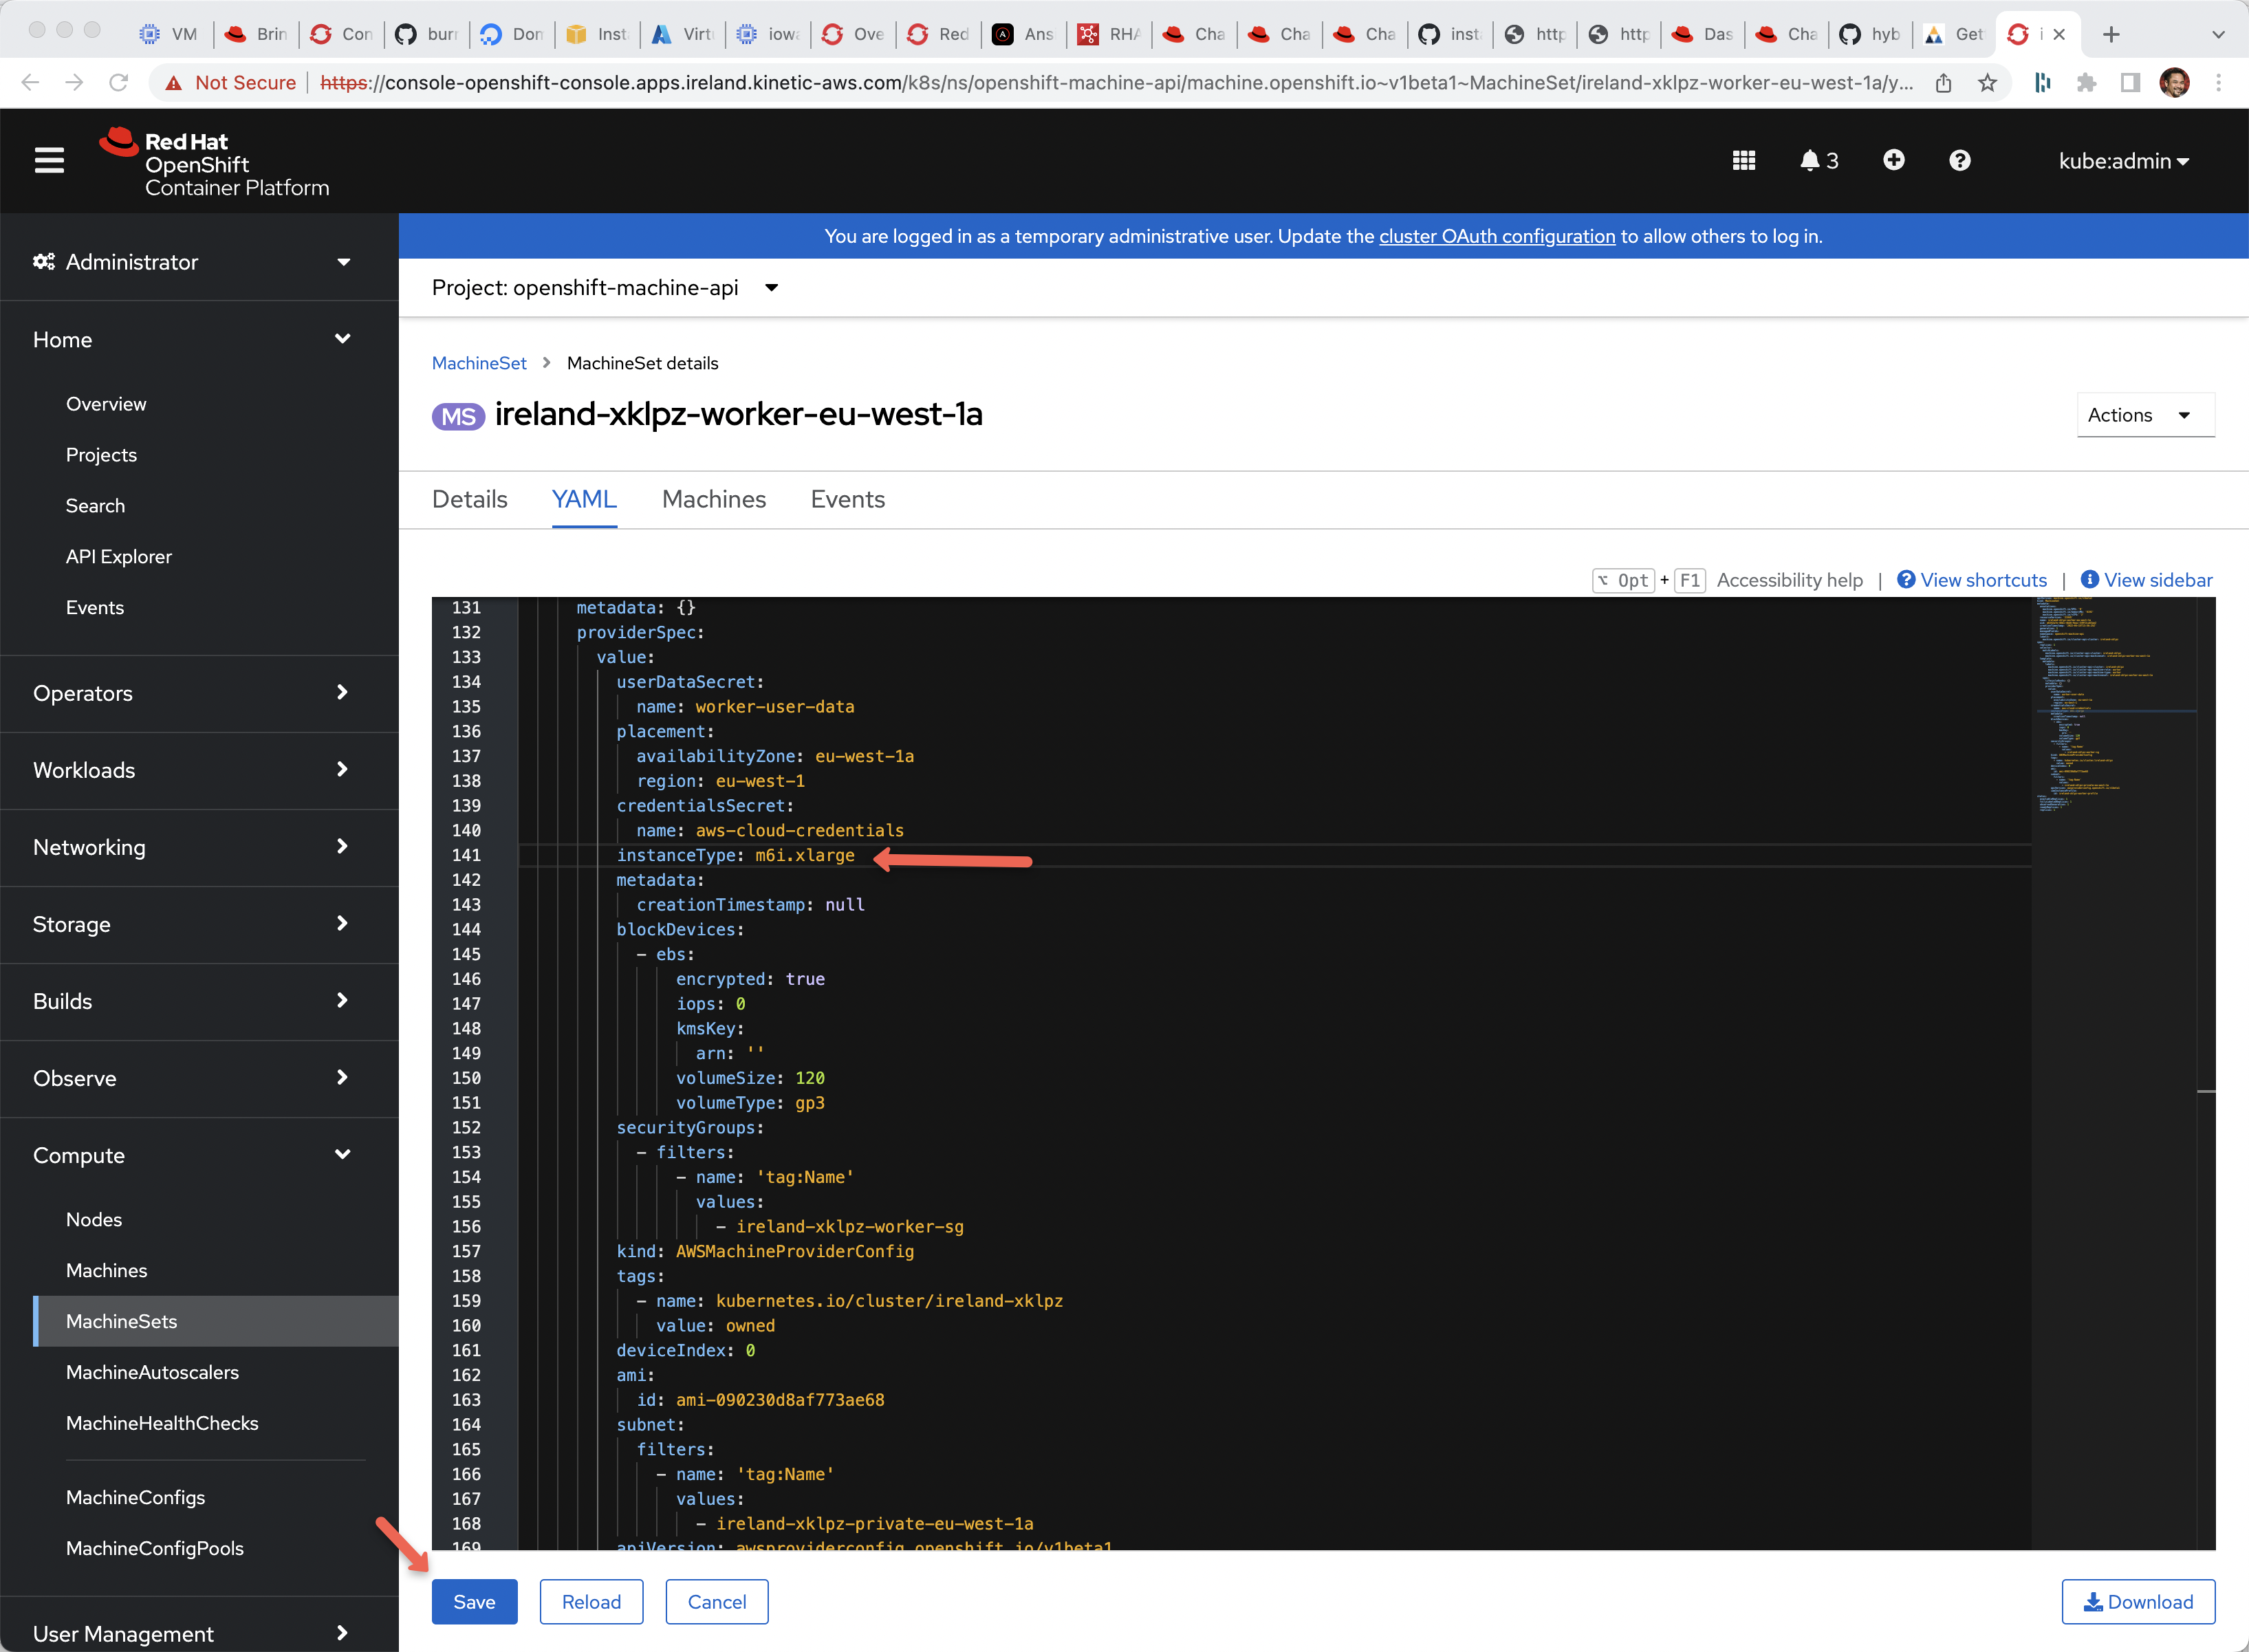 VM
Brin
Con
burr
Don
Inst
Virtu
iowa
Ove
Red
Ans
RHA
Cha
Cha
Cha
inst
http
http
Das
Cha
hyb
Get
i
Not Secure
https://console-openshift-console.apps.ireland.kinetic-aws.com/k8s/ns/openshift-machine-api/machine.openshift.io~v1beta1~MachineSet/ireland-xklpz-worker-eu-west-1a/y...
Red Hat
OpenShift
Container Platform
3
kube:admin
You are logged in as a temporary administrative user. Update the cluster OAuth configuration to allow others to log in.
Administrator
Home
Overview
Projects
Search
API Explorer
Events
Operators
Workloads
Networking
Storage
Builds
Observe
Compute
Nodes
Machines
MachineSets
MachineAutoscalers
MachineHealthChecks
MachineConfigs
MachineConfigPools
User Management
Project: openshift-machine-api
MachineSet > MachineSet details
MS ireland-xklpz-worker-eu-west-1a
Actions
Details YAML Machines Events
⌥ Opt + F1 Accessibility help | View shortcuts | View sidebar
131 metadata: {}
132 providerSpec:
133 value:
134 userDataSecret:
135 name: worker-user-data
136 placement:
137 availabilityZone: eu-west-1a
138 region: eu-west-1
139 credentialsSecret:
140 name: aws-cloud-credentials
141 instanceType: m6i.xlarge
142 metadata:
143 creationTimestamp: null
144 blockDevices:
145 - ebs:
146 encrypted: true
147 iops: 0
148 kmsKey:
149 arn: ''
150 volumeSize: 120
151 volumeType: gp3
152 securityGroups:
153 - filters:
154 - name: 'tag:Name'
155 values:
156 - ireland-xklpz-worker-sg
157 kind: AWSMachineProviderConfig
158 tags:
159 - name: kubernetes.io/cluster/ireland-xklpz
160 value: owned
161 deviceIndex: 0
162 ami:
163 id: ami-090230d8af773ae68
164 subnet:
165 filters:
166 - name: 'tag:Name'
167 values:
168 - ireland-xklpz-private-eu-west-1a
169 apiVersion: awsproviderconfig.openshift.io/v1beta1
Save Reload Cancel Download